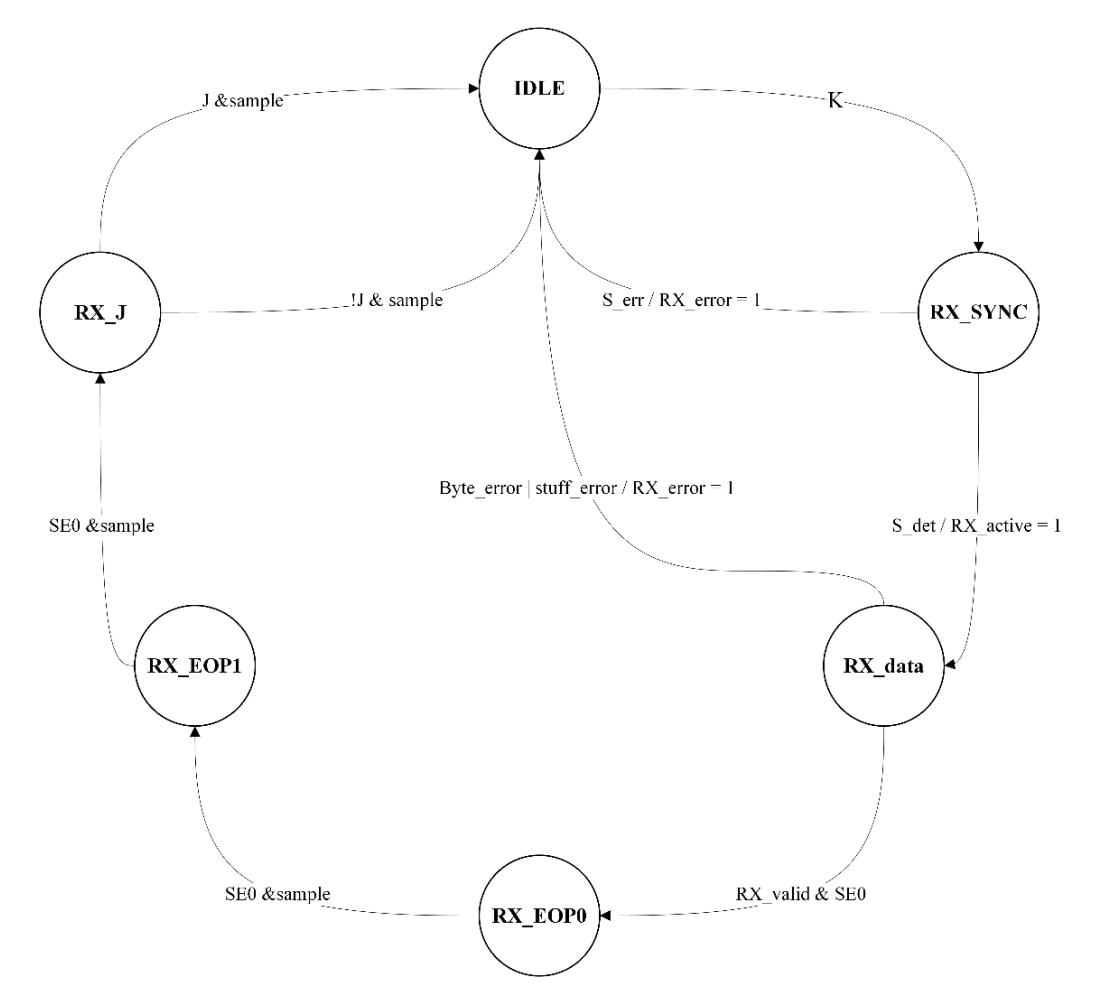 IDLE
J &sample
K
RX_J
!J & sample
S_err / RX_error = 1
RX_SYNC
Byte_error | stuff_error / RX_error = 1
SE0 &sample
S_det / RX_active = 1
RX_EOP1
RX_data
SE0 &sample
RX_valid & SE0
RX_EOP0